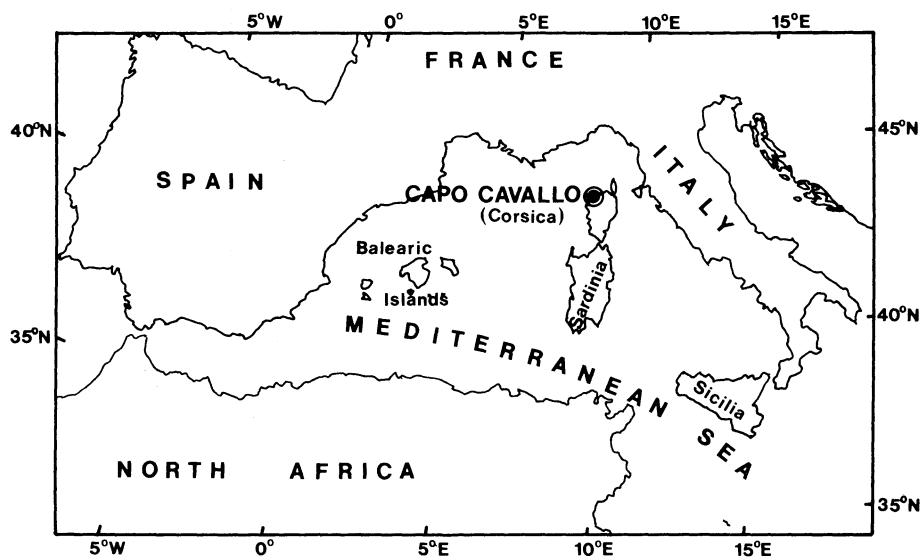 5°W 0° 5°E 10°E 15°E
FRANCE
40°N 45°N
ITALY
SPAIN
CAPO CAVALLO
(Corsica)
Balearic
Islands
Sardinia
35°N 40°N
MEDITERRANEAN SEA
Sicilia
NORTH AFRICA
35°N
5°W 0° 5°E 10°E 15°E